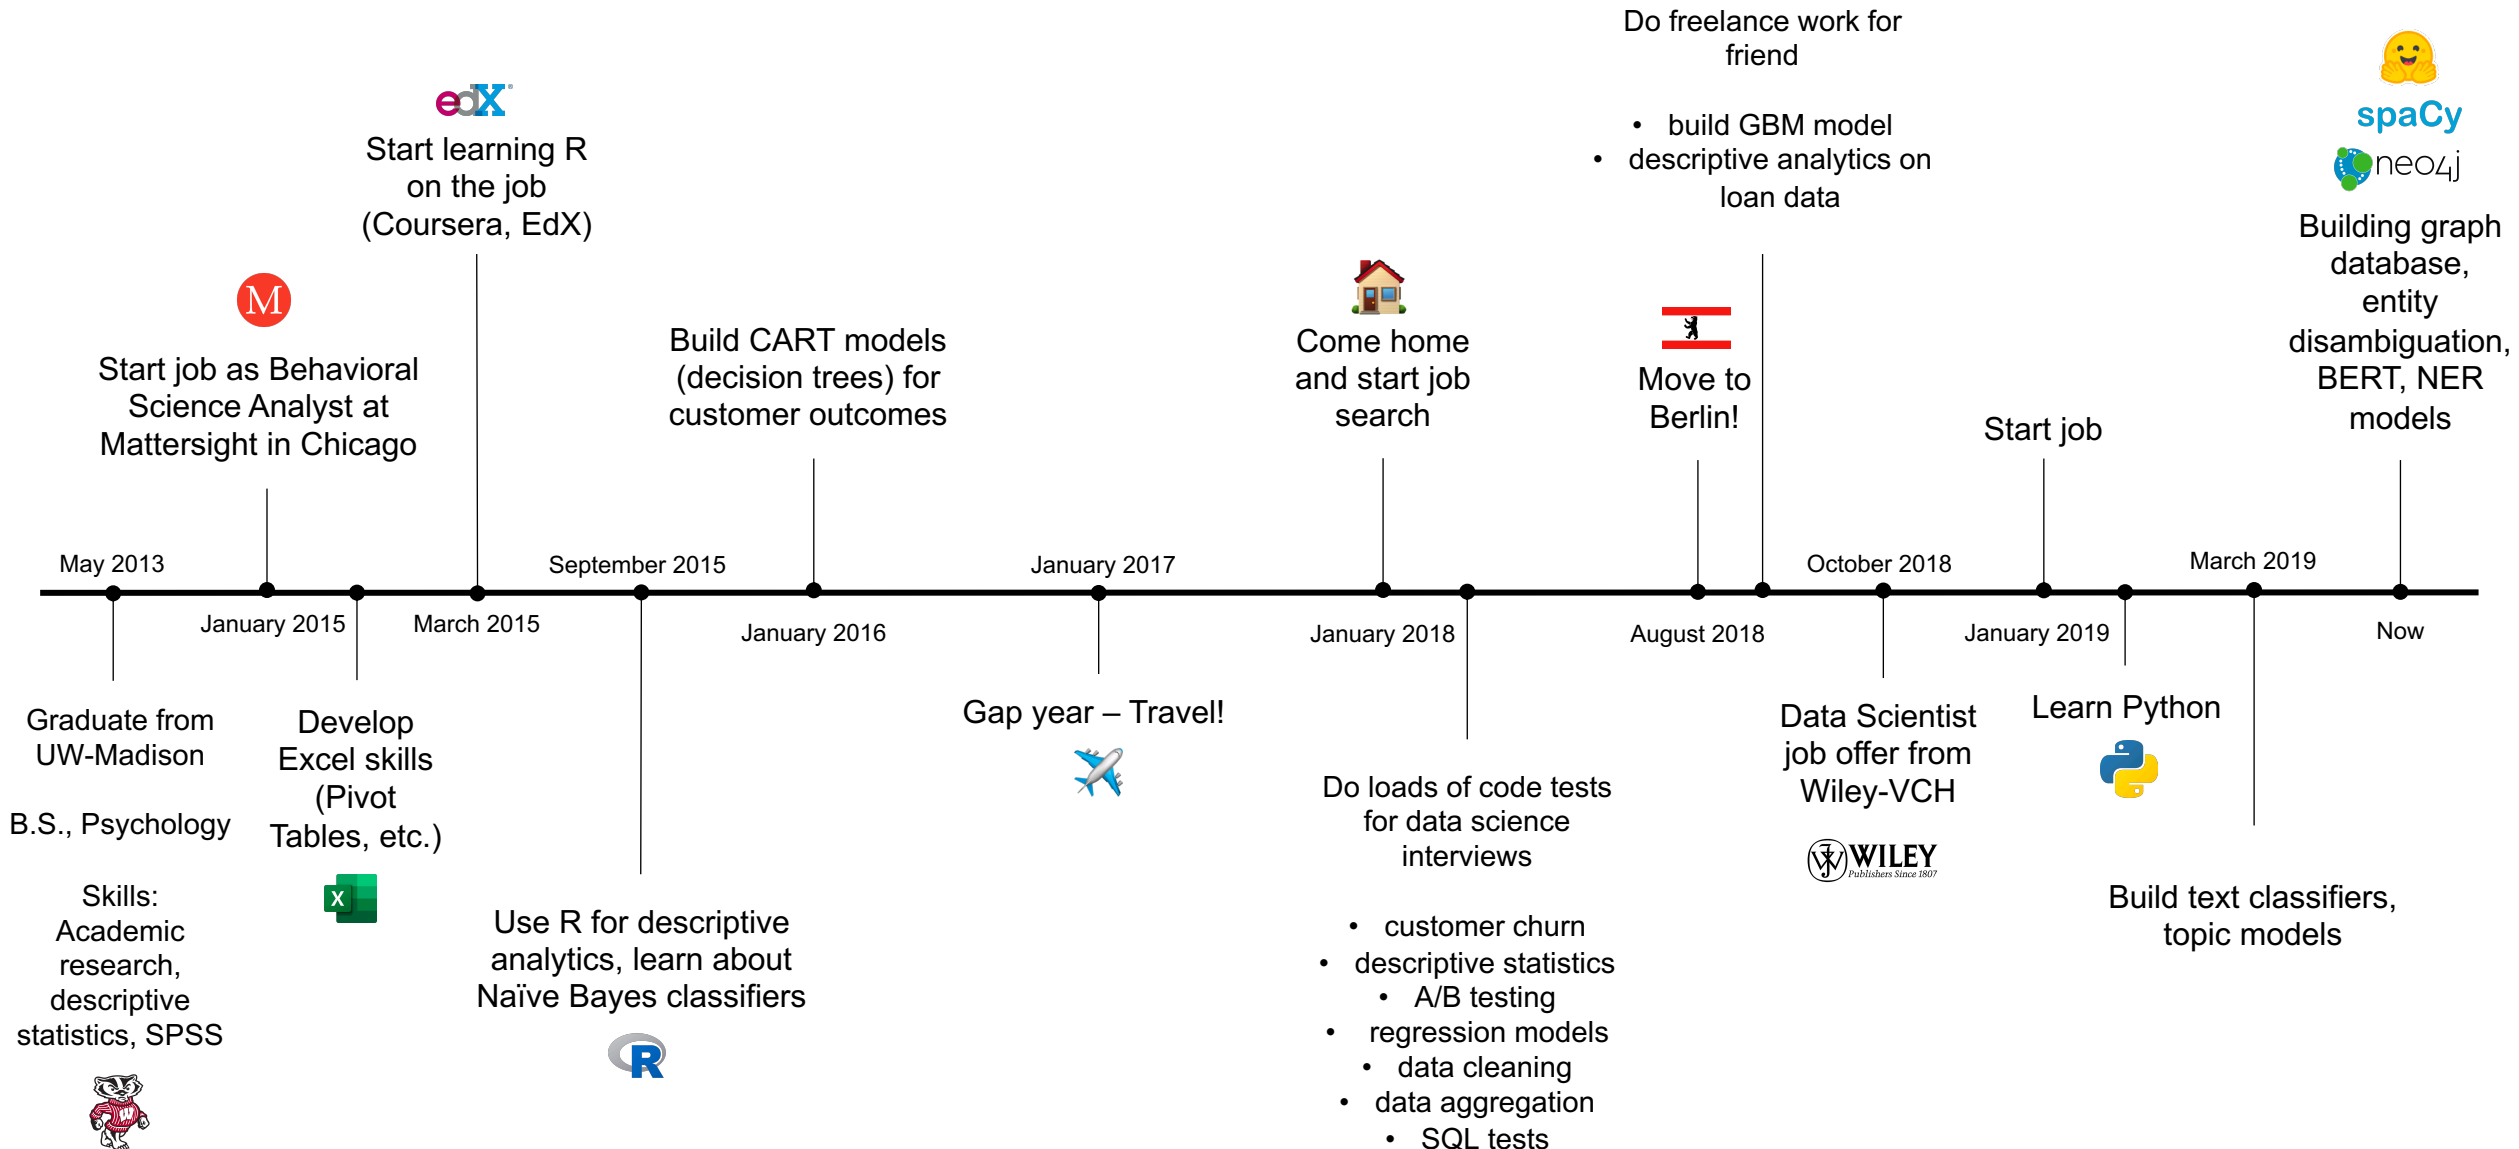 Do freelance work for
friend
• build GBM model
• descriptive analytics on
loan data
edX
Start learning R
on the job
(Coursera, EdX)
spaCy
neo4j
Building graph
database,
entity
disambiguation,
BERT, NER
models
M
Start job as Behavioral
Science Analyst at
Mattersight in Chicago
Build CART models
(decision trees) for
customer outcomes
Come home
and start job
search
Move to
Berlin!
Start job
May 2013
January 2015
March 2015
September 2015
January 2016
January 2017
January 2018
August 2018
October 2018
January 2019
March 2019
Now
Graduate from
UW-Madison
B.S., Psychology
Skills:
Academic
research,
descriptive
statistics, SPSS
W
Develop
Excel skills
(Pivot
Tables, etc.)
X
Use R for descriptive
analytics, learn about
Naïve Bayes classifiers
R
Gap year – Travel!
Do loads of code tests
for data science
interviews
• customer churn
• descriptive statistics
• A/B testing
• regression models
• data cleaning
• data aggregation
• SQL tests
Data Scientist
job offer from
Wiley-VCH
WILEY
Publishers Since 1807
Learn Python
Build text classifiers,
topic models